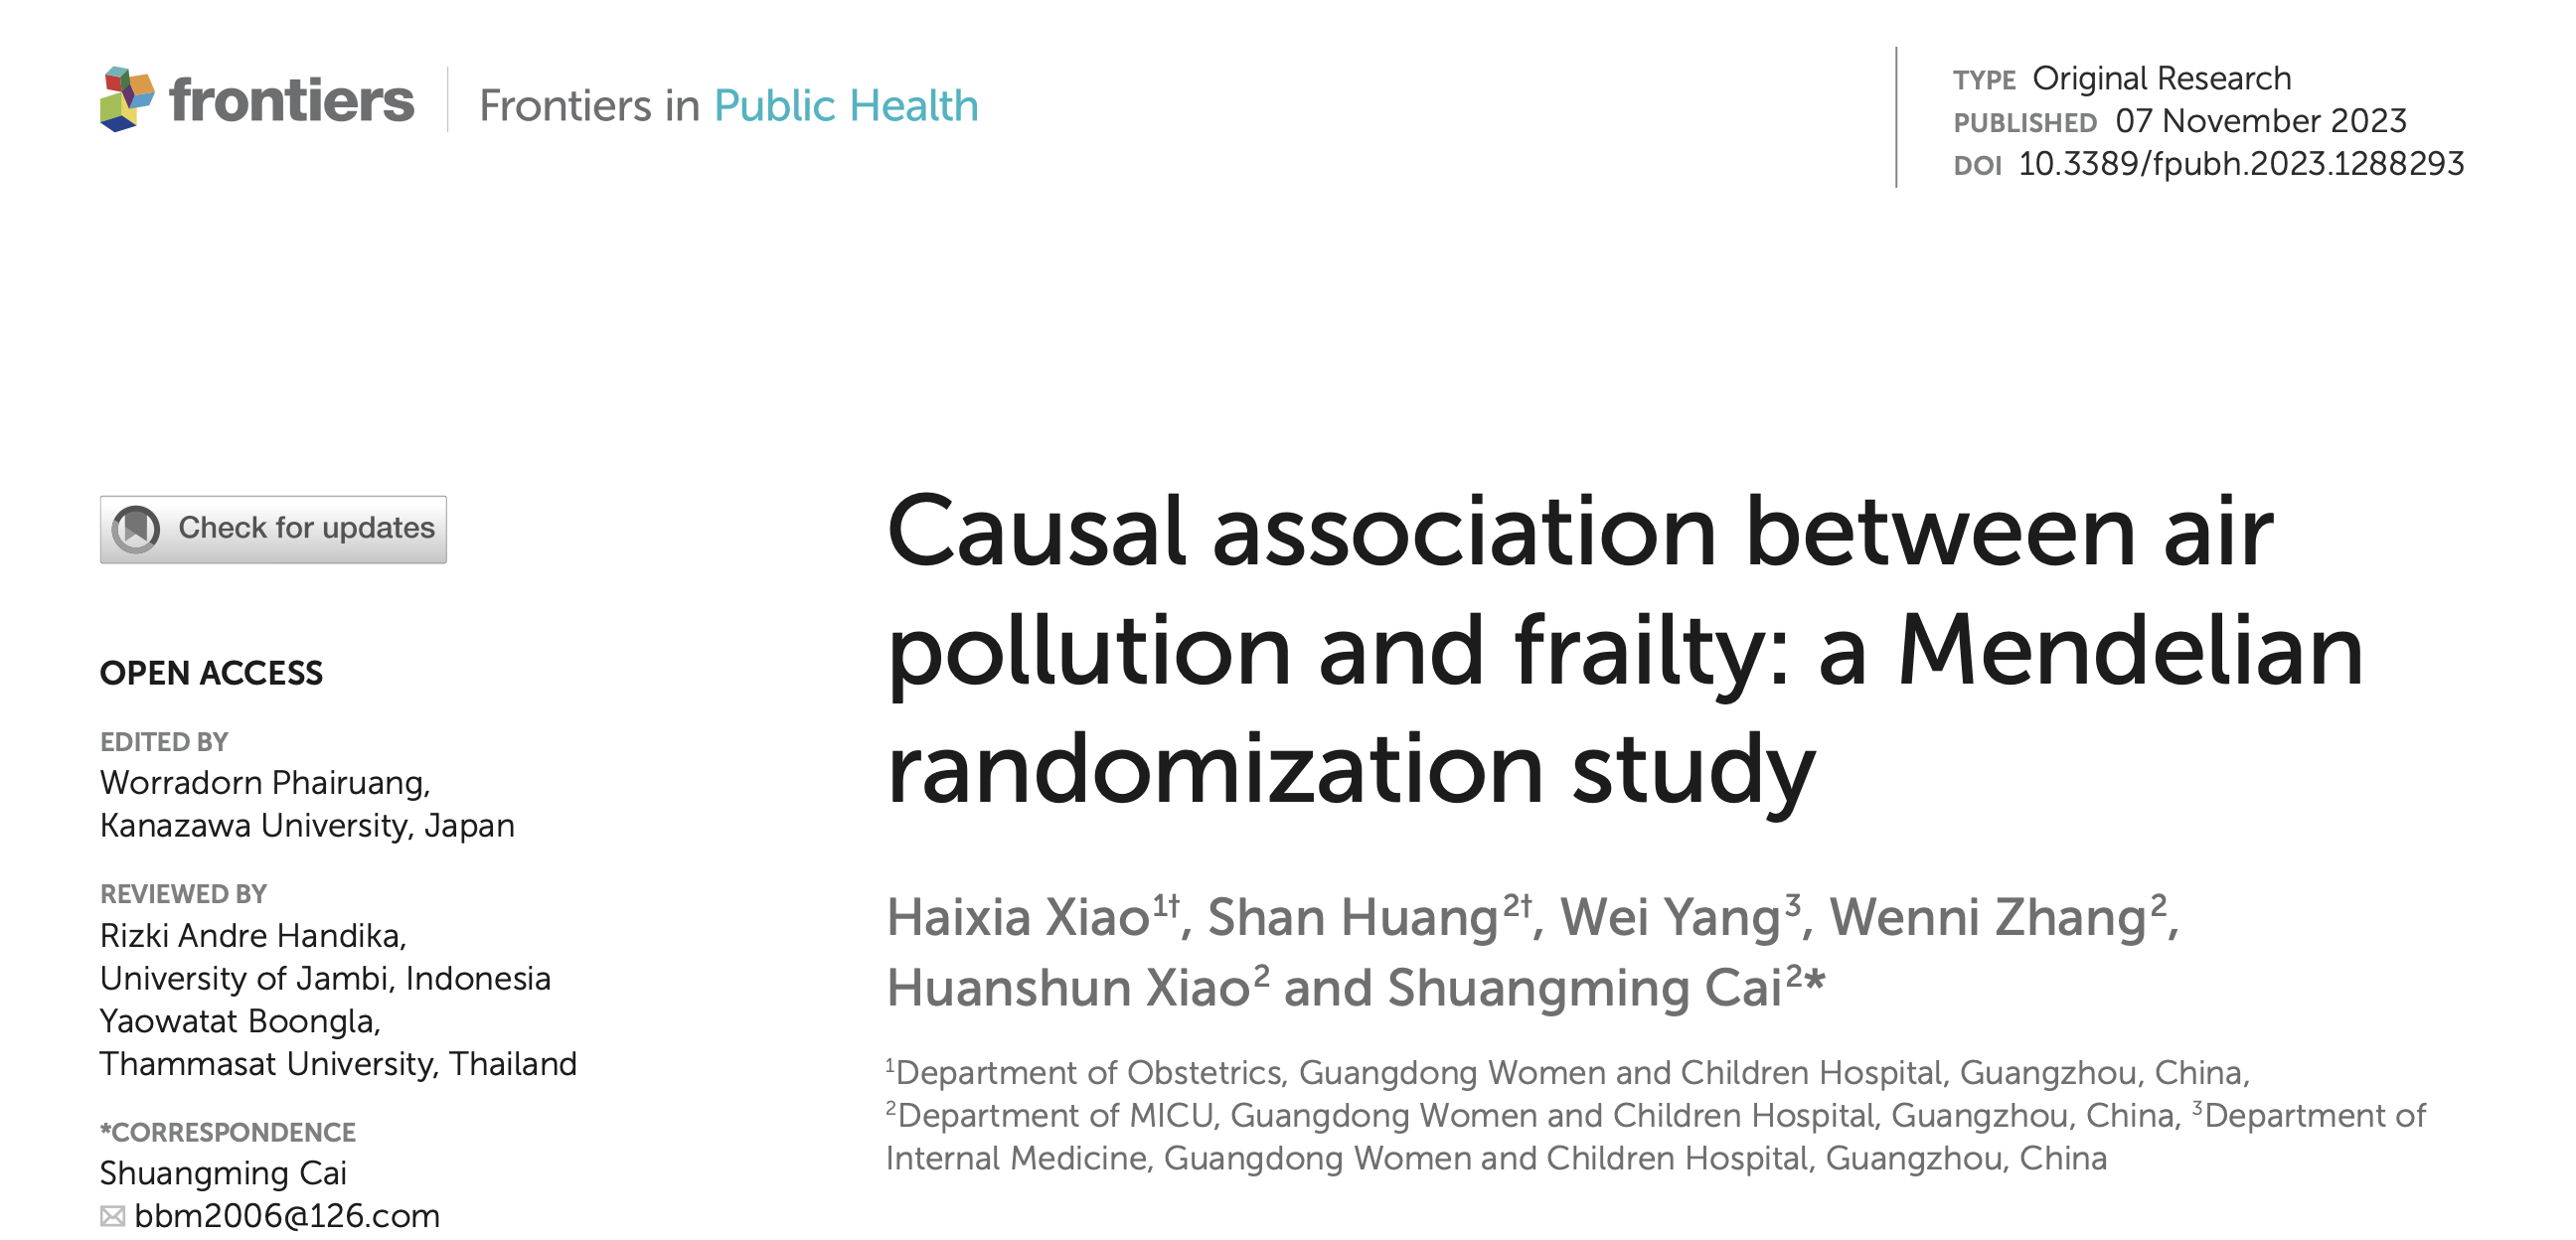 frontiers
Frontiers in Public Health
TYPE Original Research
PUBLISHED 07 November 2023
DOI 10.3389/fpubh.2023.1288293
Check for updates
OPEN ACCESS
EDITED BY
Worradorn Phairuang,
Kanazawa University, Japan
REVIEWED BY
Rizki Andre Handika,
University of Jambi, Indonesia
Yaowatat Boongla,
Thammasat University, Thailand
*CORRESPONDENCE
Shuangming Cai
bbm2006@126.com
Causal association between air
pollution and frailty: a Mendelian
randomization study
Haixia Xiao¹†, Shan Huang²†, Wei Yang³, Wenni Zhang²,
Huanshun Xiao² and Shuangming Cai²*
¹Department of Obstetrics, Guangdong Women and Children Hospital, Guangzhou, China,
²Department of MICU, Guangdong Women and Children Hospital, Guangzhou, China, ³Department of
Internal Medicine, Guangdong Women and Children Hospital, Guangzhou, China